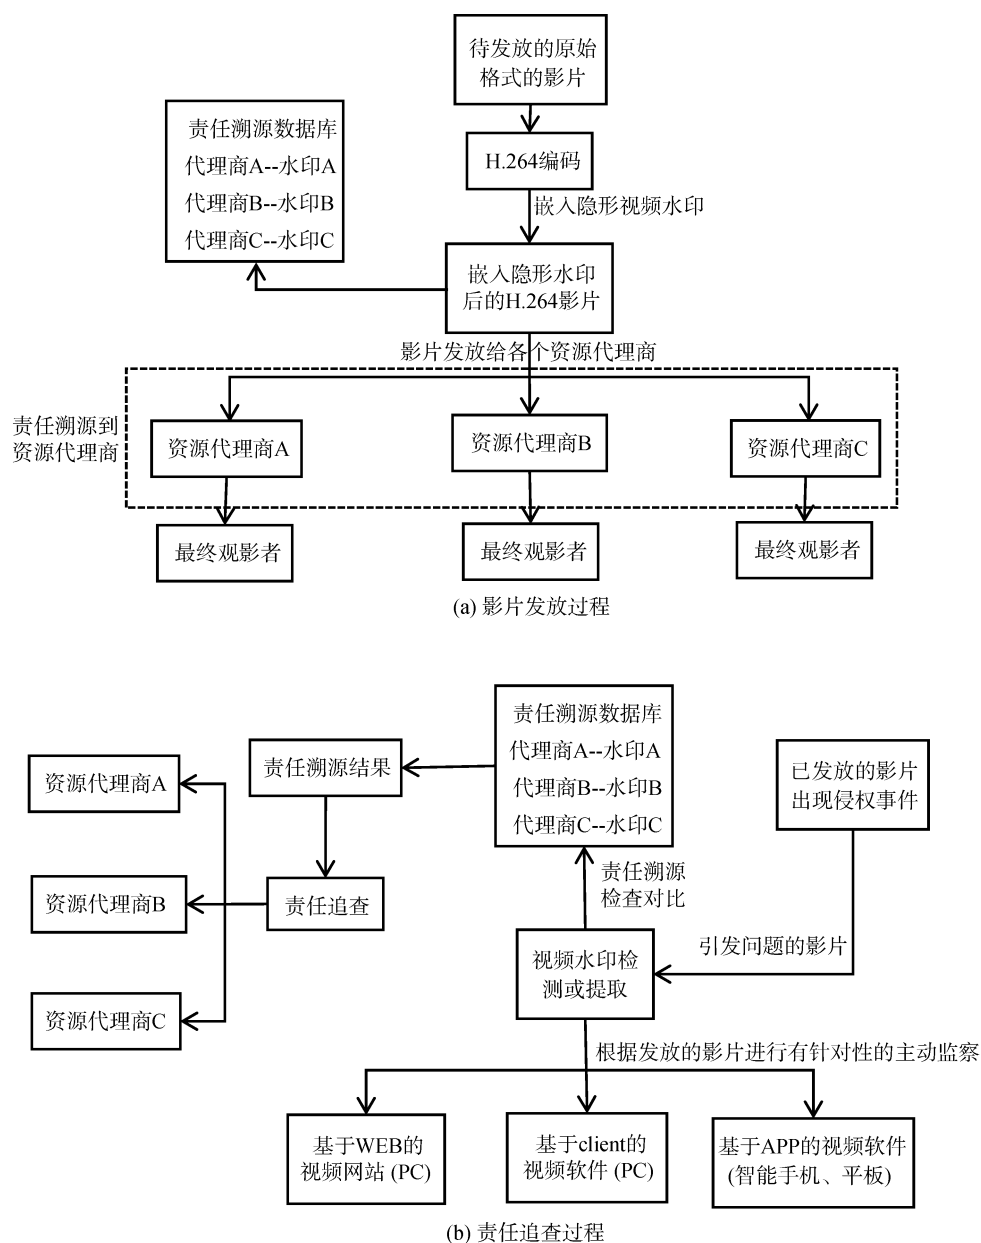 待发放的原始
格式的影片
责任溯源数据库
代理商A--水印A
代理商B--水印B
代理商C--水印C
H.264编码
嵌入隐形视频水印
嵌入隐形水印
后的H.264影片
影片发放给各个资源代理商
责任溯源到
资源代理商
资源代理商A
资源代理商B
资源代理商C
最终观影者
最终观影者
最终观影者
(a) 影片发放过程
责任溯源数据库
代理商A--水印A
代理商B--水印B
代理商C--水印C
责任溯源结果
已发放的影片
出现侵权事件
资源代理商A
资源代理商B
资源代理商C
责任追查
责任溯源
检查对比
引发问题的影片
视频水印检
测或提取
根据发放的影片进行有针对性的主动监察
基于WEB的
视频网站 (PC)
基于client的
视频软件 (PC)
基于APP的视频软件
(智能手机、平板)
(b) 责任追查过程